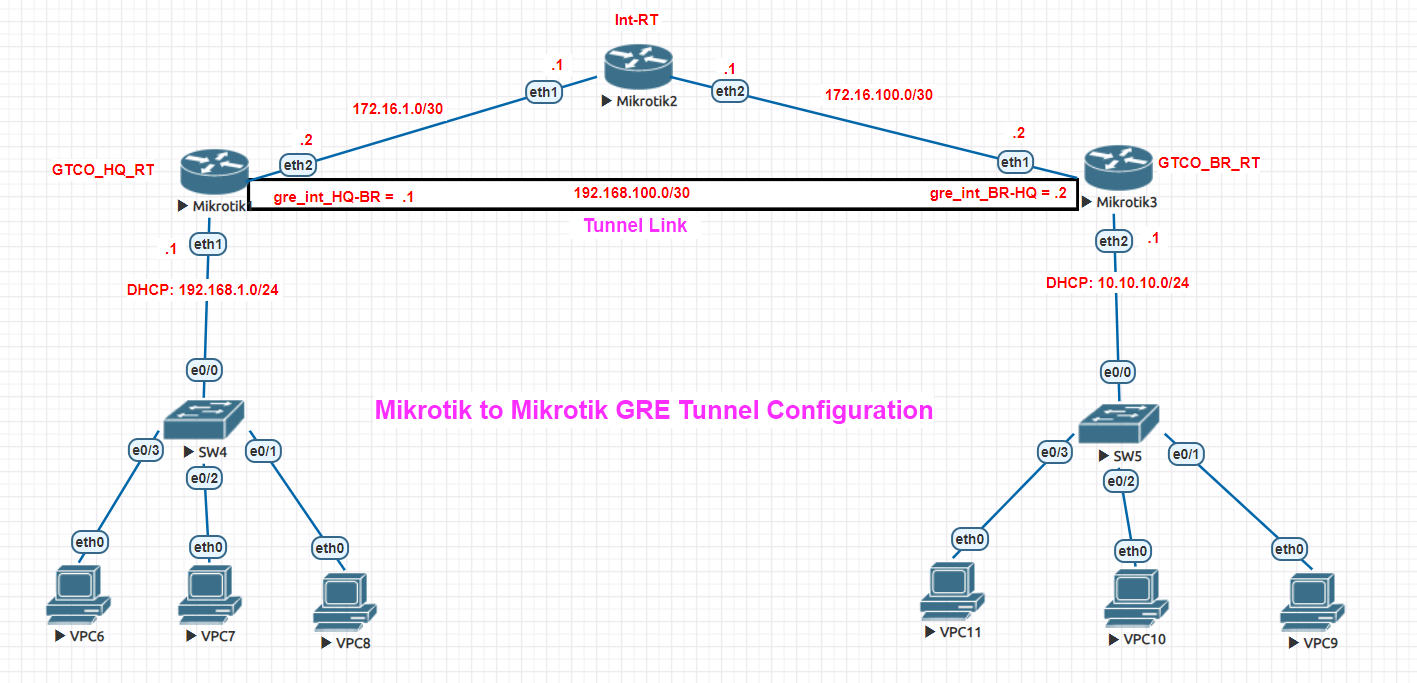 Int-RT
.1
.1
eth1
eth2
Mikrotik2
172.16.1.0/30
172.16.100.0/30
.2
.2
GTCO_HQ_RT
eth2
eth1
GTCO_BR_RT
gre_int_HQ-BR = .1
192.168.100.0/30
gre_int_BR-HQ = .2
Mikrotik
Mikrotik3
Tunnel Link
.1
eth1
eth2
.1
DHCP: 192.168.1.0/24
DHCP: 10.10.10.0/24
e0/0
e0/0
Mikrotik to Mikrotik GRE Tunnel Configuration
e0/3
SW4
e0/1
e0/3
SW5
e0/1
e0/2
e0/2
eth0
eth0
eth0
eth0
eth0
eth0
VPC6
VPC7
VPC8
VPC11
VPC10
VPC9